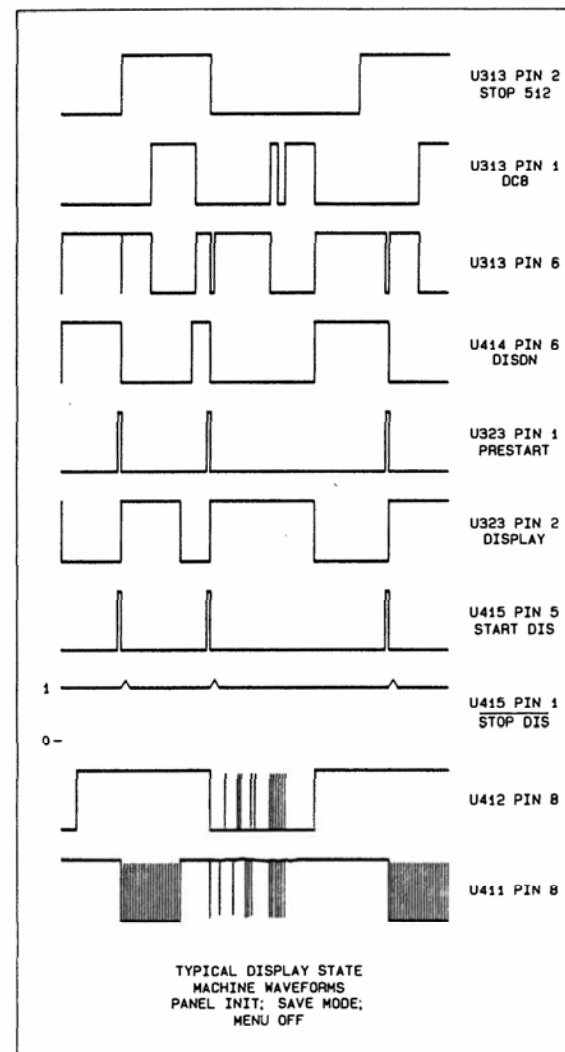 U313 PIN 2
STOP 512
U313 PIN 1
DC8
U313 PIN 6
U414 PIN 6
DISDN
U323 PIN 1
PRESTART
U323 PIN 2
DISPLAY
U415 PIN 5
START DIS
1
U415 PIN 1
STOP DIS
0
U412 PIN 8
U411 PIN 8
TYPICAL DISPLAY STATE
MACHINE WAVEFORMS
PANEL INIT; SAVE MODE;
MENU OFF